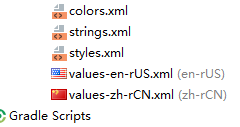 colors.xml
strings.xml
styles.xml
values-en-rUS.xml (en-rUS)
values-zh-rCN.xml (zh-rCN)
Gradle Scripts